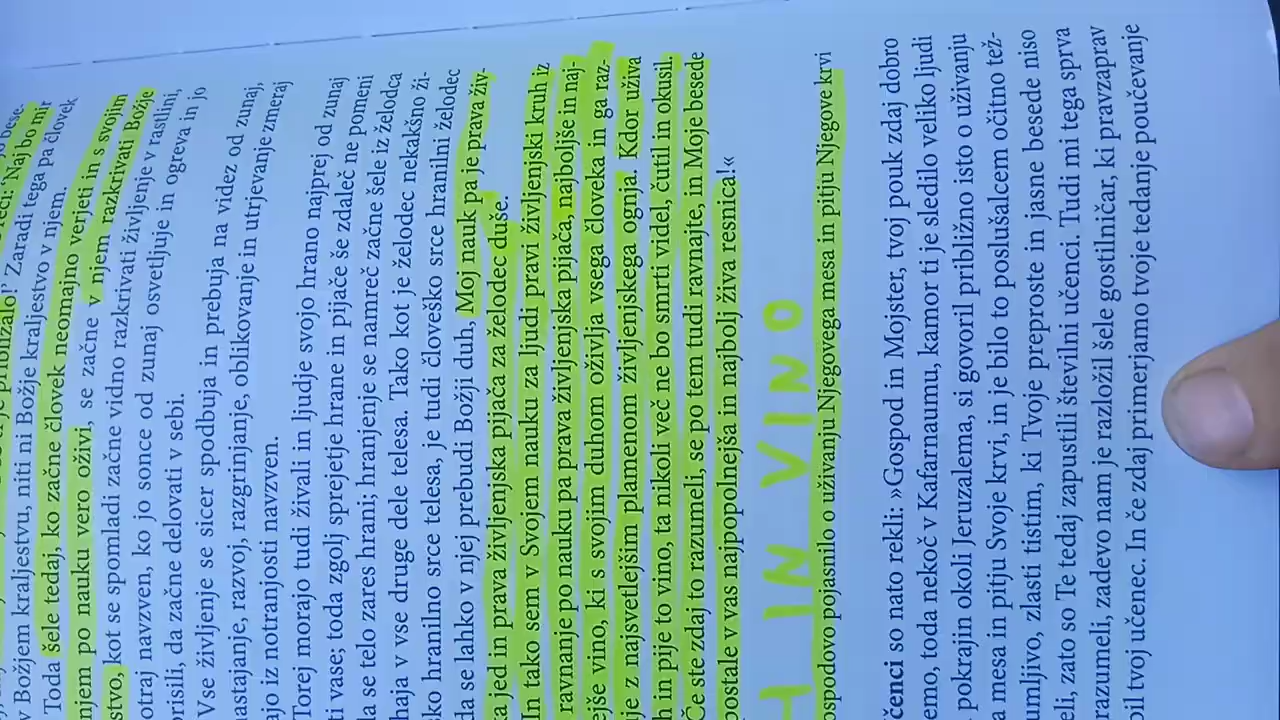 reči: 'Naj bo mir
približalo!' Zaradi tega pa človek
v Božjem kraljestvu, niti ni Božje kraljestvo v njem.
Toda šele tedaj, ko začne človek neomajno verjeti in s svojim
njem po nauku vero oživi, se začne v njem razkrivati Božje
stvo, kot se spomladi začne vidno razkrivati življenje v rastlini,
otraj navzven, ko jo sonce od zunaj osvetljuje in ogreva in jo
prisili, da začne delovati v sebi.
Vse življenje se sicer spodbuja in prebuja na videz od zunaj,
nastajanje, razvoj, razgrinjanje, oblikovanje in utrjevanje zmeraj
ajo iz notranjosti navzven.
Torej morajo tudi živali in ljudje svojo hrano najprej od zunaj
ti vase; toda zgolj sprejetje hrane in pijače še zdaleč ne pomeni
la se telo zares hrani; hranjenje se namreč začne šele iz želodca
haja v vse druge dele telesa. Tako kot je želodec nekakšno ži-
ko hranilno srce telesa, je tudi človeško srce hranilni želodec
da se lahko v njej prebudi Božji duh, Moj nauk pa je prava živ-
ka jed in prava življenjska pijača za želodec duše.
In tako sem v Svojem nauku za ljudi pravi življenjski kruh iz
ravnanje po nauku pa prava življenjska pijača, najboljše in naj-
ejše vino, ki s svojim duhom oživlja vsega človeka in ga raz-
uje z najsvetlejšim plamenom življenjskega ognja. Kdor uživa
h in pije to vino, ta nikoli več ne bo smrti videl, čutil in okusil.
Če ste zdaj to razumeli, se po tem tudi ravnajte, in Moje besede
postale v vas najpopolnejša in najbolj živa resnica!«
H IN VINO
ospodovo pojasnilo o uživanju Njegovega mesa in pitju Njegove krvi
čenci so nato rekli: »Gospod in Mojster, tvoj pouk zdaj dobro
emo, toda nekoč v Kafarnaumu, kamor ti je sledilo veliko ljudi
pokrajin okoli Jeruzalema, si govoril približno isto o uživanju
a mesa in pitju Svoje krvi, in je bilo to poslušalcem očitno tež-
umljivo, zlasti tistim, ki Tvoje preproste in jasne besede niso
eli, zato so Te tedaj zapustili številni učenci. Tudi mi tega sprva
razumeli, zadevo nam je razložil šele gostilničar, ki pravzaprav
bil tvoj učenec. In če zdaj primerjamo tvoje tedanje poučevanje